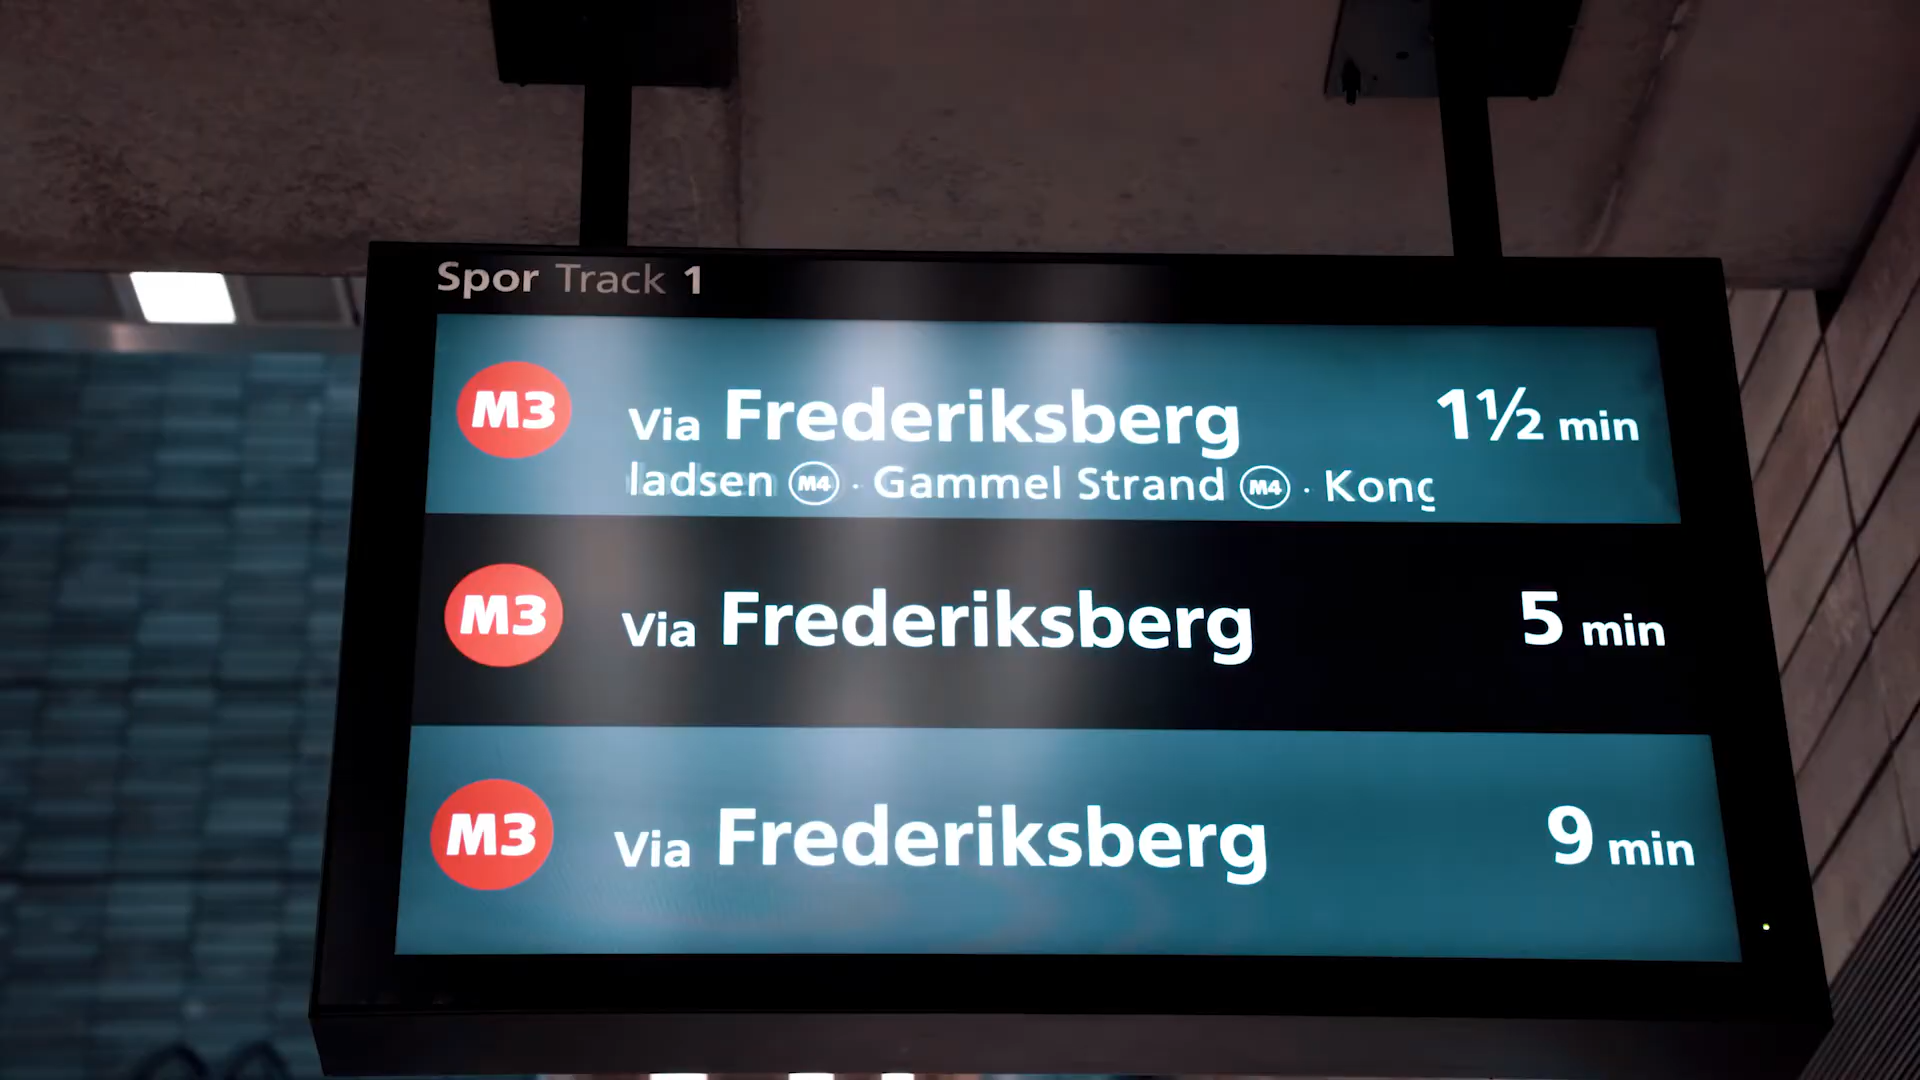 Spor Track 1
M3 Via Frederiksberg 1½ min
ladsen M4 · Gammel Strand M4 · Kong
M3 Via Frederiksberg 5 min
M3 Via Frederiksberg 9 min